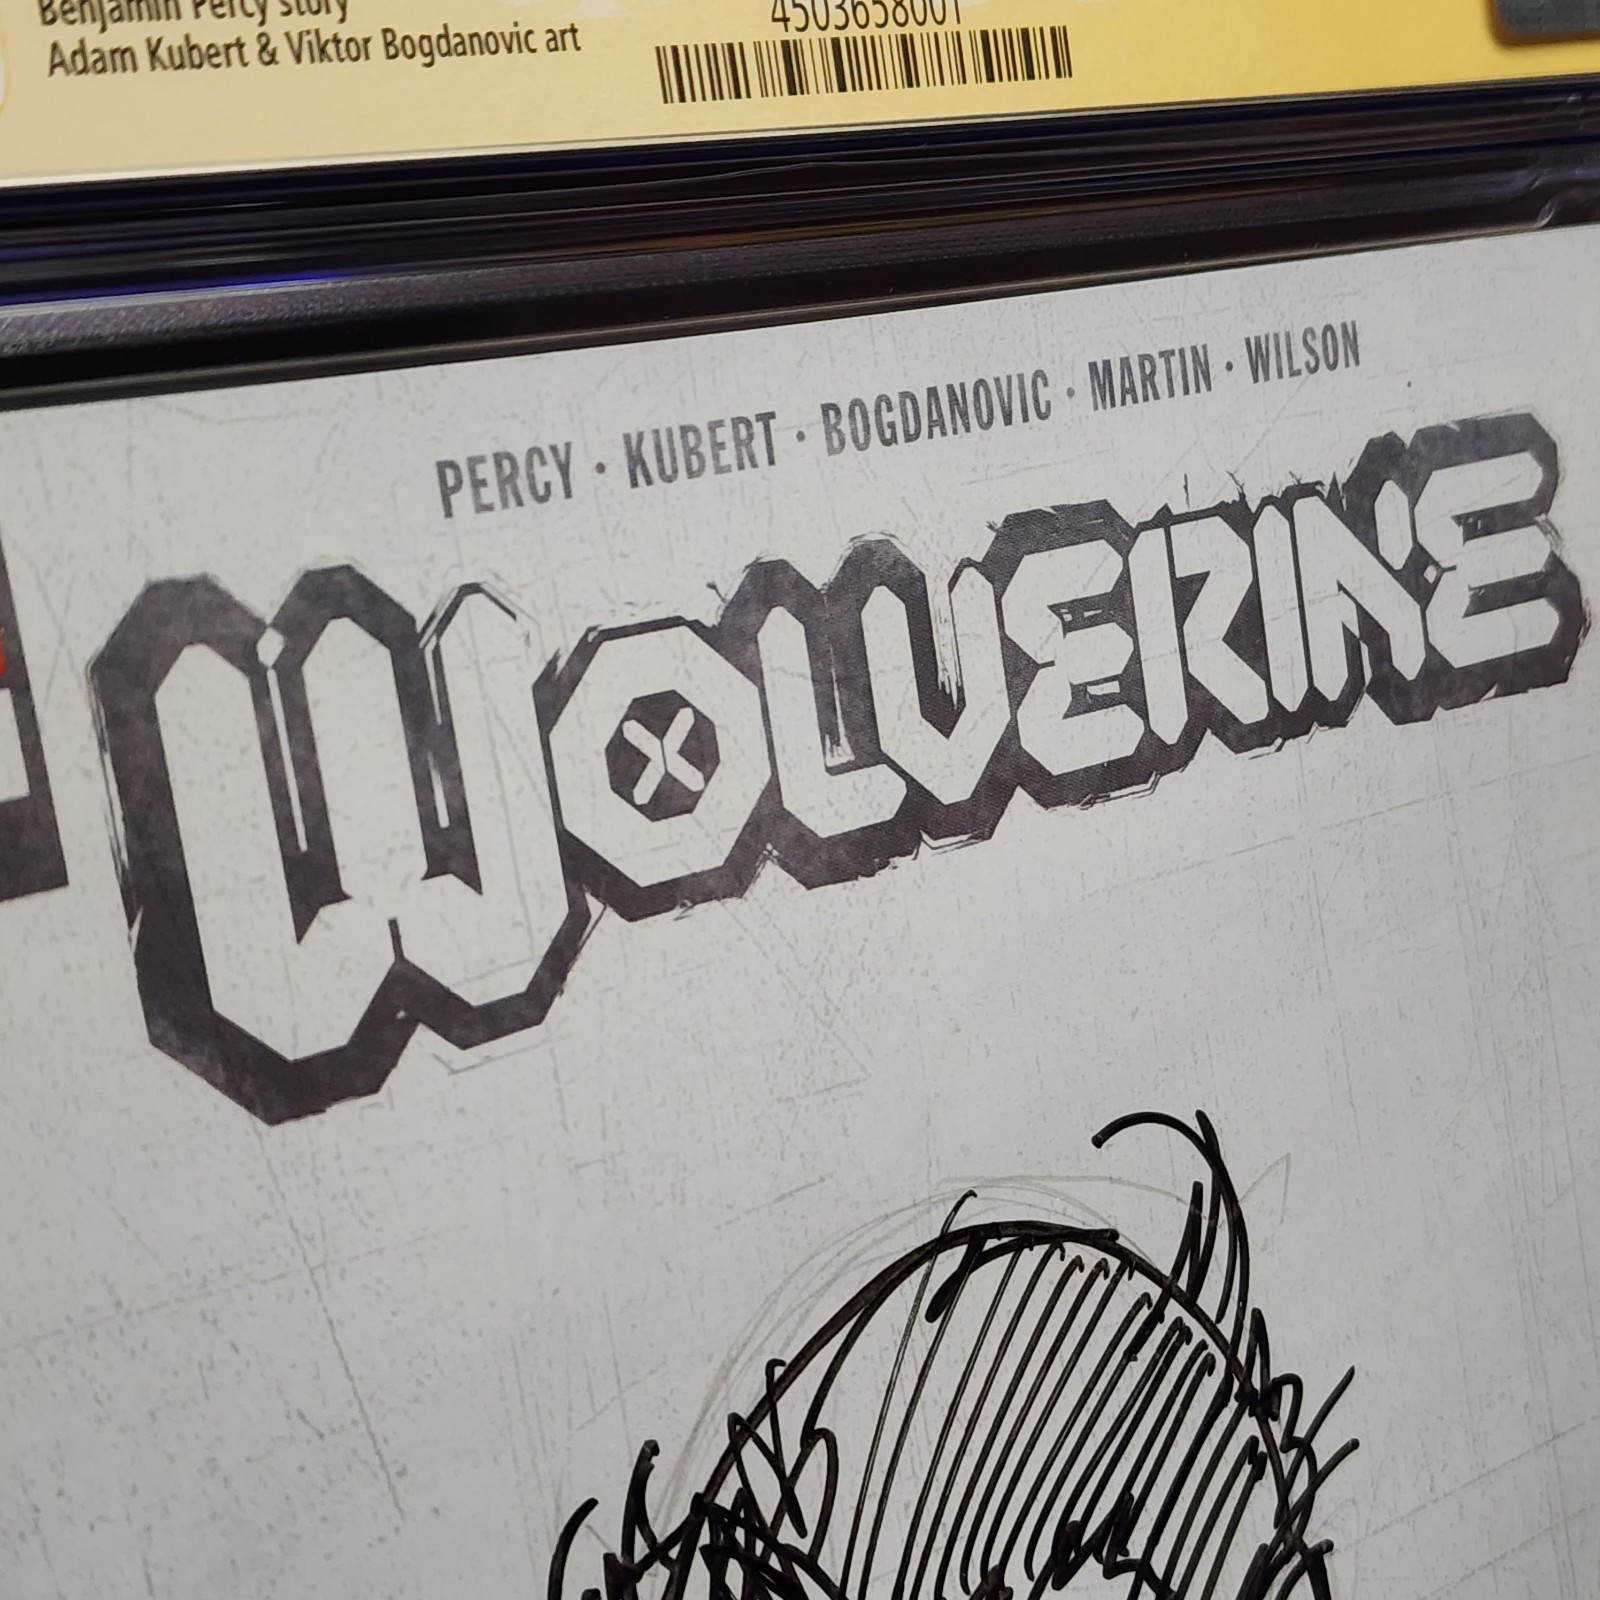 Benjamin Percy story
Adam Kubert & Viktor Bogdanovic art
4503658001
PERCY · KUBERT · BOGDANOVIC · MARTIN · WILSON
WOLVERINE